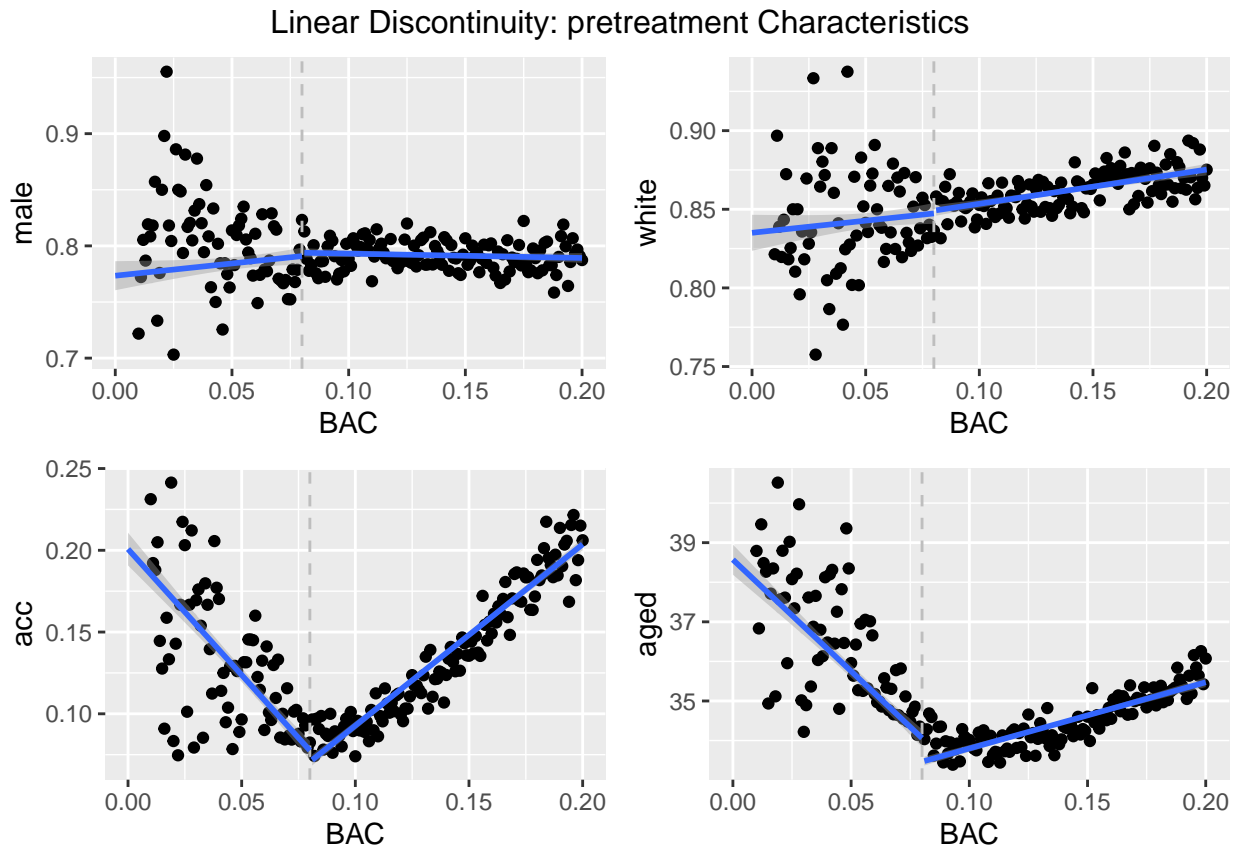 Linear Discontinuity: pretreatment Characteristics
male
0.9
0.8
0.7
0.00 0.05 0.10 0.15 0.20
BAC
white
0.90
0.85
0.80
0.75
0.00 0.05 0.10 0.15 0.20
BAC
acc
0.25
0.20
0.15
0.10
0.00 0.05 0.10 0.15 0.20
BAC
aged
39
37
35
0.00 0.05 0.10 0.15 0.20
BAC